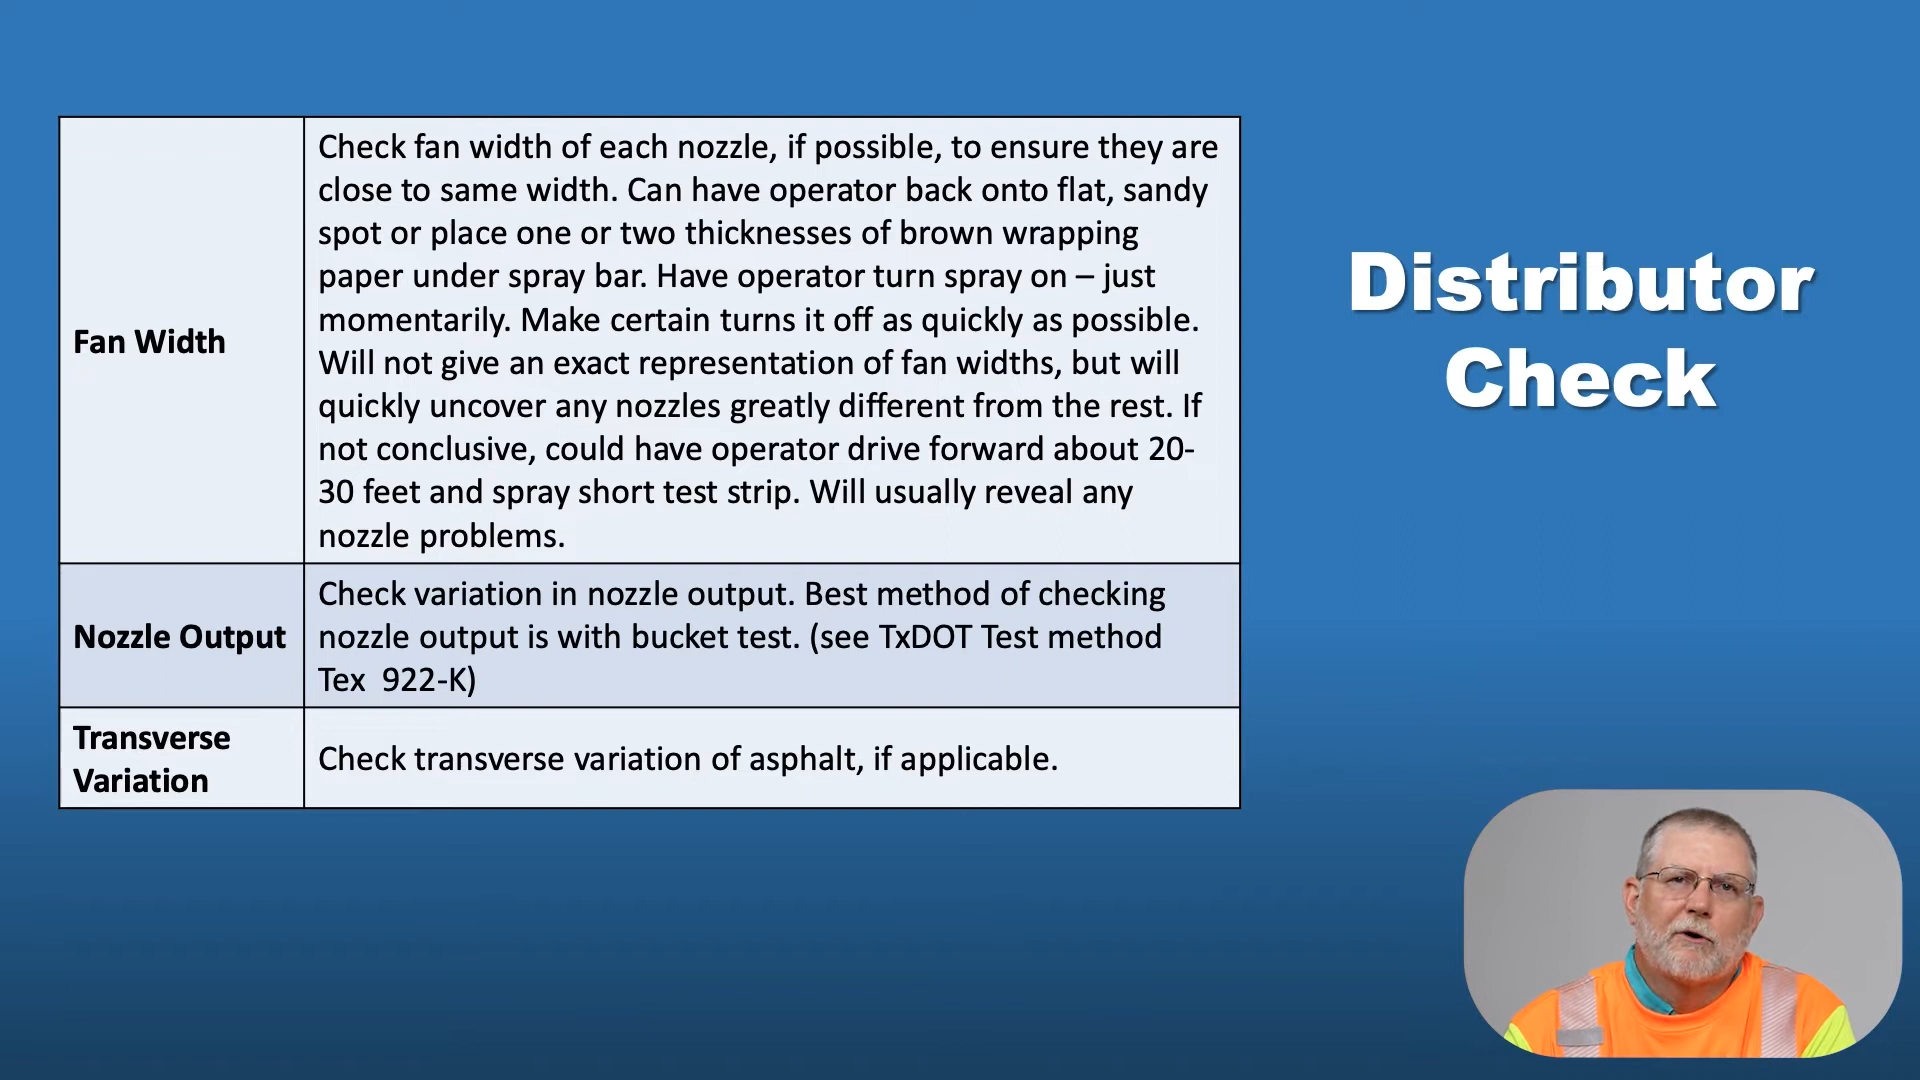 Check fan width of each nozzle, if possible, to ensure they are
close to same width. Can have operator back onto flat, sandy
spot or place one or two thicknesses of brown wrapping
paper under spray bar. Have operator turn spray on – just
momentarily. Make certain turns it off as quickly as possible.
Fan Width
Will not give an exact representation of fan widths, but will
quickly uncover any nozzles greatly different from the rest. If
not conclusive, could have operator drive forward about 20-
30 feet and spray short test strip. Will usually reveal any
nozzle problems.
Check variation in nozzle output. Best method of checking
Nozzle Output
nozzle output is with bucket test. (see TxDOT Test method
Tex  922-K)
Transverse
Variation
Check transverse variation of asphalt, if applicable.
Distributor
Check